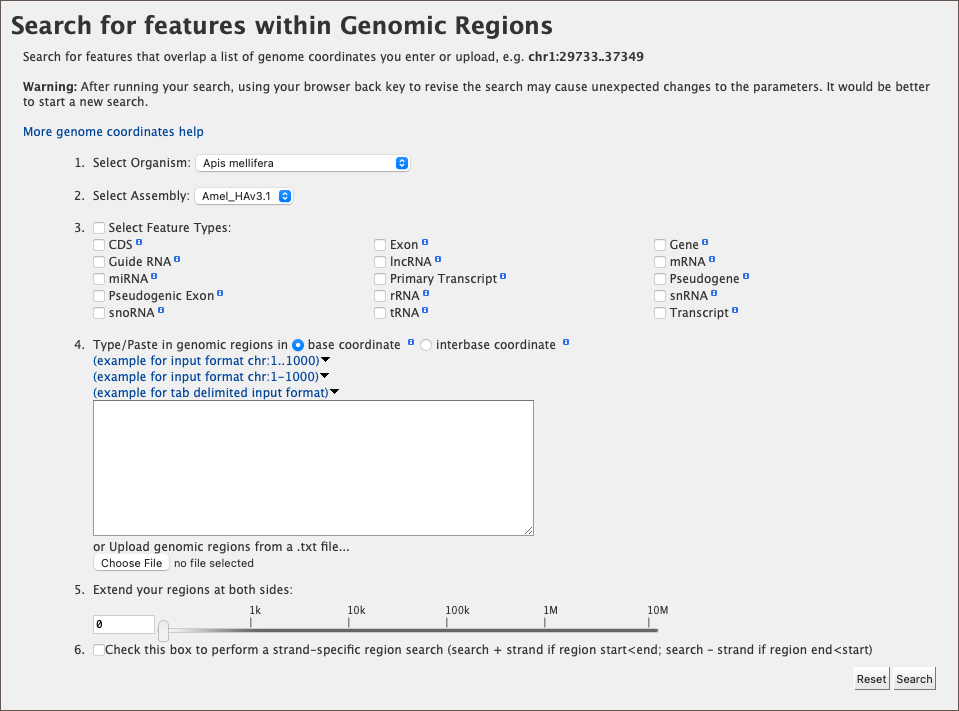 Search for features within Genomic Regions
Search for features that overlap a list of genome coordinates you enter or upload, e.g. chr1:29733..37349
Warning: After running your search, using your browser back key to revise the search may cause unexpected changes to the parameters. It would be better
to start a new search.
More genome coordinates help
1. Select Organism: Apis mellifera
2. Select Assembly: Amel_HAv3.1
3. Select Feature Types:
CDS Exon Gene
Guide RNA lncRNA mRNA
miRNA Primary Transcript Pseudogene
Pseudogenic Exon rRNA snRNA
snoRNA tRNA Transcript
4. Type/Paste in genomic regions in base coordinate interbase coordinate
(example for input format chr:1..1000)
(example for input format chr:1-1000)
(example for tab delimited input format)
or Upload genomic regions from a .txt file...
Choose File no file selected
5. Extend your regions at both sides:
1k 10k 100k 1M 10M
0
6. Check this box to perform a strand-specific region search (search + strand if region start<end; search - strand if region end<start)
Reset Search